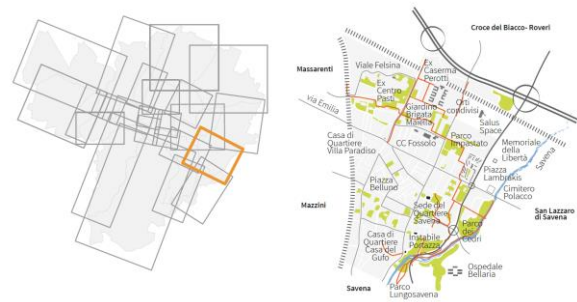 Croce del Biacco- Roveri
Massarenti
Viale Felsina
Ex
Caserma
Perotti
Ex
Centro
Pasti
Via Emilia
Giardino
Brigata
Maiella
Orti
condivisi
Salus
Space
Casa di
Quartiere
Villa Paradiso
CC Fossolo
Parco
Impastato
Memoriale
della
Libertà
Savena
Piazza
Lambrakis
Cimitero
Polacco
Piazza
Belluno
Mazzini
Sede del
Quartiere
Savena
San Lazzaro
di Savena
Parco
dei
Cedri
Casa di
Quartiere
Casa del
Gufo
Instabile
Portazza
Ospedale
Bellaria
Savena
Parco
Lungosavena